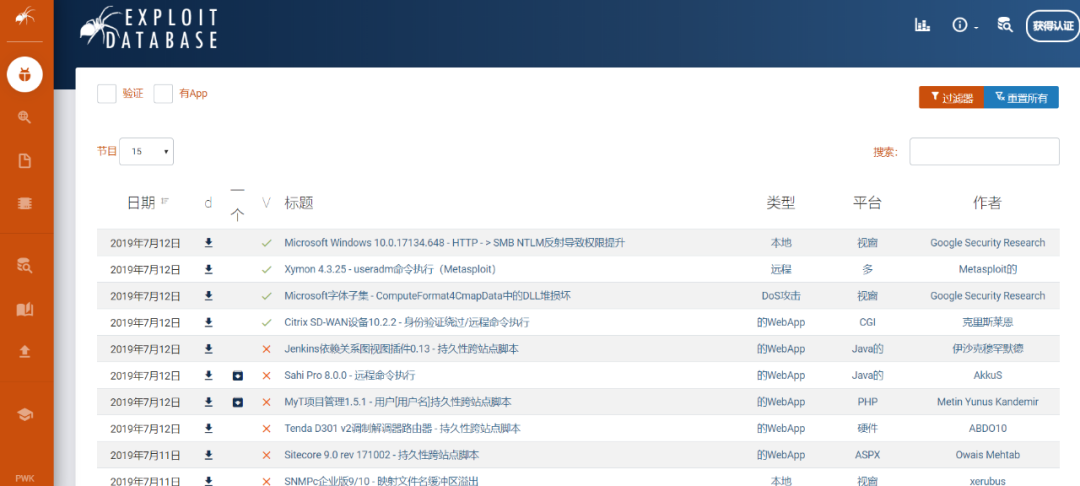 EXPLOIT
DATABASE
获得认证
验证 有App
过滤器 重置所有
节目 15 搜索:
日期 d 一个 V 标题 类型 平台 作者
2019年7月12日 Microsoft Windows 10.0.17134.648 - HTTP - > SMB NTLM反射导致权限提升 本地 视窗 Google Security Research
2019年7月12日 Xymon 4.3.25 - useradm命令执行（Metasploit） 远程 多 Metasploit的
2019年7月12日 Microsoft字体子集 - ComputeFormat4CmapData中的DLL堆损坏 DoS攻击 视窗 Google Security Research
2019年7月12日 Citrix SD-WAN设备10.2.2 - 身份验证绕过/远程命令执行 的WebApp CGI 克里斯莱恩
2019年7月12日 Jenkins依赖关系图视图插件0.13 - 持久性跨站点脚本 的WebApp Java的 伊沙克穆罕默德
2019年7月12日 Sahi Pro 8.0.0 - 远程命令执行 的WebApp Java的 AkkuS
2019年7月12日 MyT项目管理1.5.1 - 用户[用户名]持久性跨站点脚本 的WebApp PHP Metin Yunus Kandemir
2019年7月12日 Tenda D301 v2调制解调器路由器 - 持久性跨站点脚本 的WebApp 硬件 ABDO10
2019年7月11日 Sitecore 9.0 rev 171002 - 持久性跨站点脚本 的WebApp ASPX Owais Mehtab
2019年7月11日 SNMPc企业版9/10 - 映射文件名缓冲区溢出 本地 视窗 xerubus
PWK